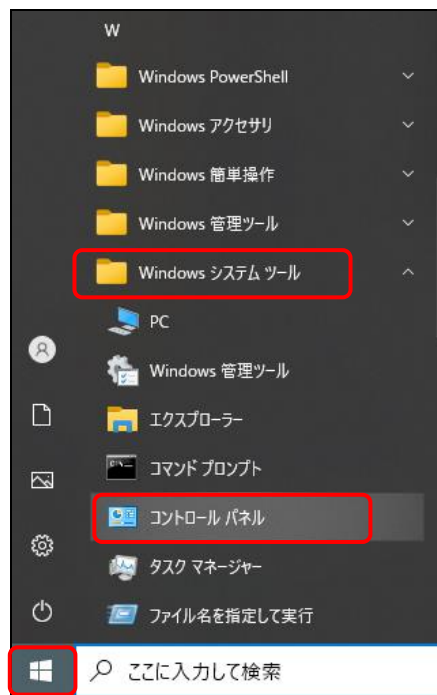 W
Windows PowerShell
Windows アクセサリ
Windows 簡単操作
Windows 管理ツール
Windows システム ツール
PC
Windows 管理ツール
エクスプローラー
コマンド プロンプト
コントロール パネル
タスク マネージャー
ファイル名を指定して実行
ここに入力して検索